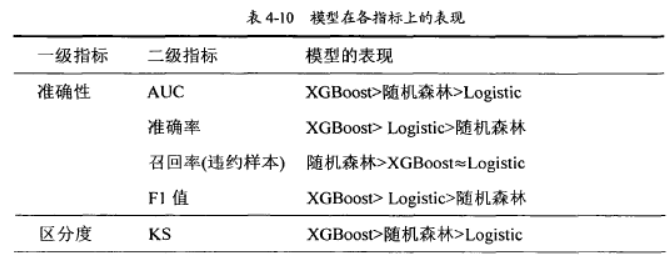 表 4-10 模型在各指标上的表现
一级指标 二级指标 模型的表现
准确性 AUC XGBoost>随机森林>Logistic
准确率 XGBoost> Logistic>随机森林
召回率(违约样本) 随机森林>XGBoost≈Logistic
F1 值 XGBoost> Logistic>随机森林
区分度 KS XGBoost>随机森林>Logistic